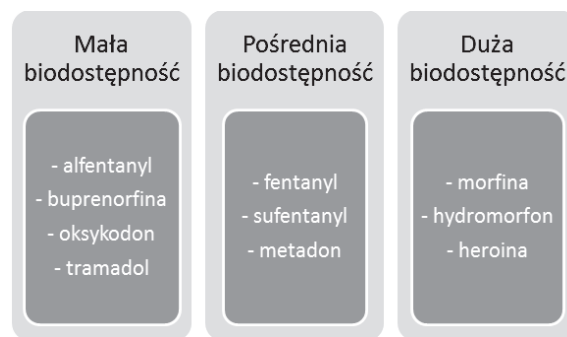 Mała
biodostępność
- alfentanyl
- buprenorfina
- oksykodon
- tramadol
Pośrednia
biodostępność
- fentanyl
- sufentanyl
- metadon
Duża
biodostępność
- morfina
- hydromorfon
- heroina